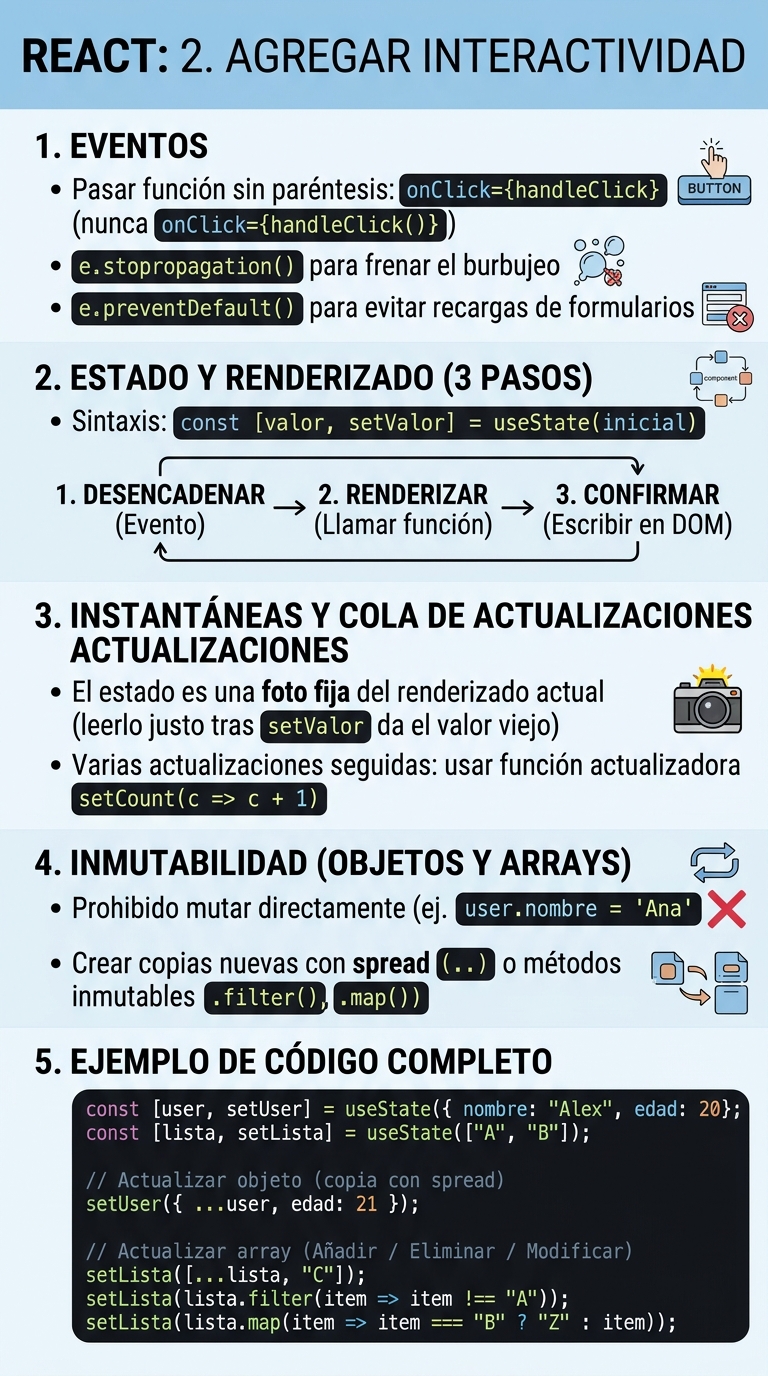 REACT: 2. AGREGAR INTERACTIVIDAD
1. EVENTOS
BUTTON
• Pasar función sin paréntesis: onClick={handleClick}
(nunca onClick={handleClick()})
• e.stopropagation() para frenar el burbujeo
• e.preventDefault() para evitar recargas de formularios
2. ESTADO Y RENDERIZADO (3 PASOS)
component
• Sintaxis: const [valor, setValor] = useState(inicial)
1. DESENCADENAR → 2. RENDERIZAR → 3. CONFIRMAR
(Evento) (Llamar función) (Escribir en DOM)
3. INSTANTÁNEAS Y COLA DE ACTUALIZACIONES
ACTUALIZACIONES
• El estado es una foto fija del renderizado actual
(leerlo justo tras setValor da el valor viejo)
• Varias actualizaciones seguidas: usar función actualizadora
setCount(c => c + 1)
4. INMUTABILIDAD (OBJETOS Y ARRAYS)
• Prohibido mutar directamente (ej. user.nombre = 'Ana'
• Crear copias nuevas con spread (..) o métodos
inmutables .filter(), .map())
5. EJEMPLO DE CÓDIGO COMPLETO
const [user, setUser] = useState({ nombre: "Alex", edad: 20};
const [lista, setLista] = useState(["A", "B"]);
// Actualizar objeto (copia con spread)
setUser({ ...user, edad: 21 });
// Actualizar array (Añadir / Eliminar / Modificar)
setLista([...lista, "C"]);
setLista(lista.filter(item => item !== "A"));
setLista(lista.map(item => item === "B" ? "Z" : item));